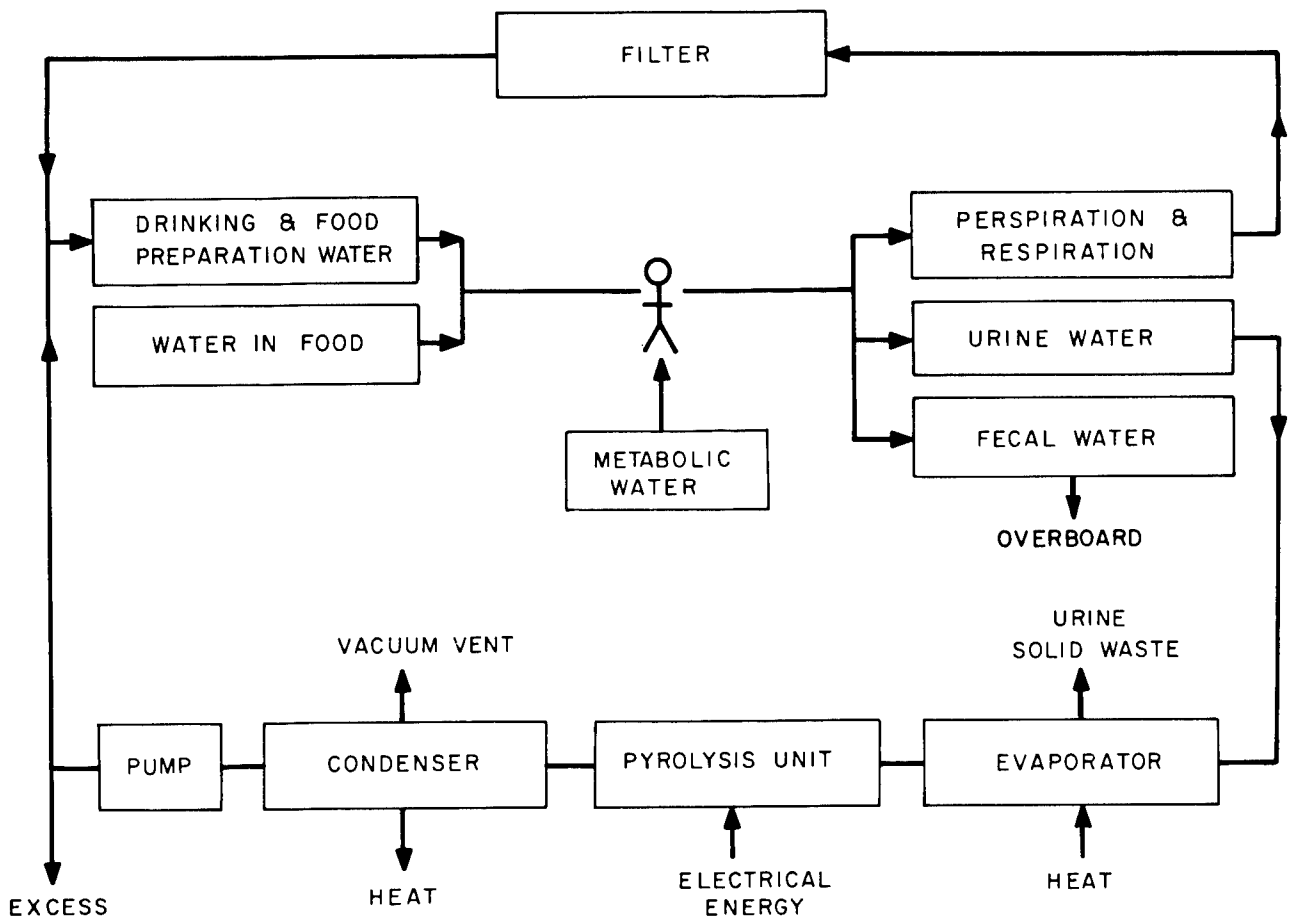 FILTER
DRINKING & FOOD
PREPARATION WATER
WATER IN FOOD
METABOLIC
WATER
PERSPIRATION &
RESPIRATION
URINE WATER
FECAL WATER
OVERBOARD
URINE
SOLID WASTE
VACUUM VENT
PUMP
CONDENSER
PYROLYSIS UNIT
EVAPORATOR
EXCESS
HEAT
ELECTRICAL
ENERGY
HEAT